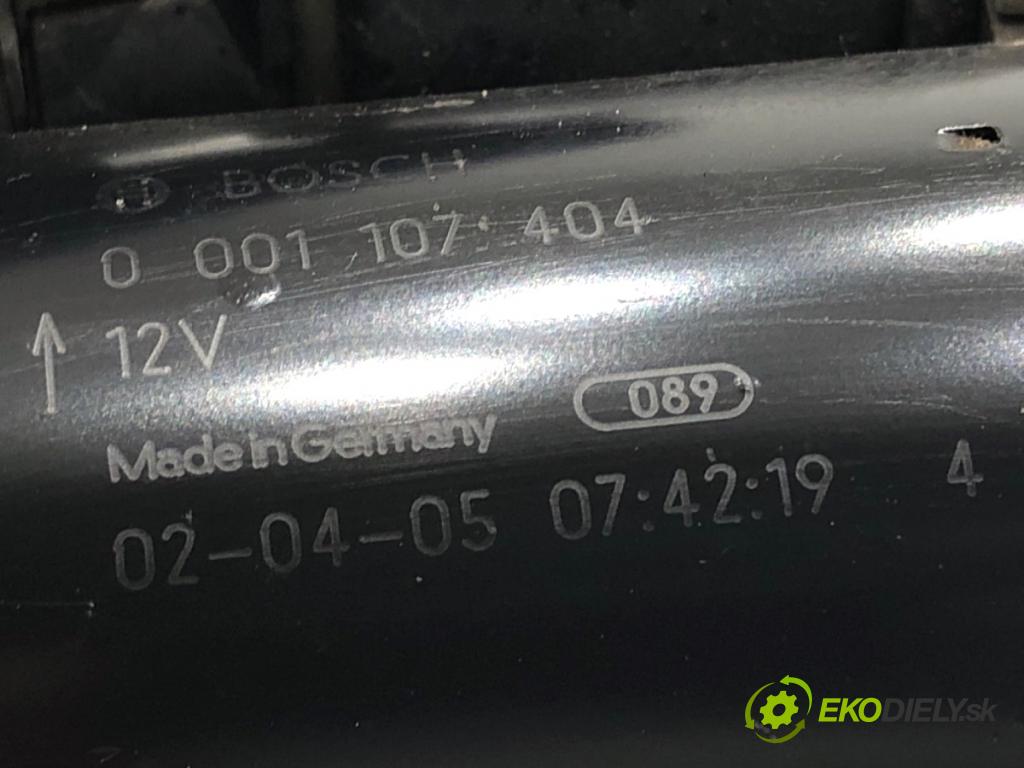 BOSCH
0 001 107 404
12V
089
Made in Germany
02-04-05 07:42:19 4
EKODIELY.sk